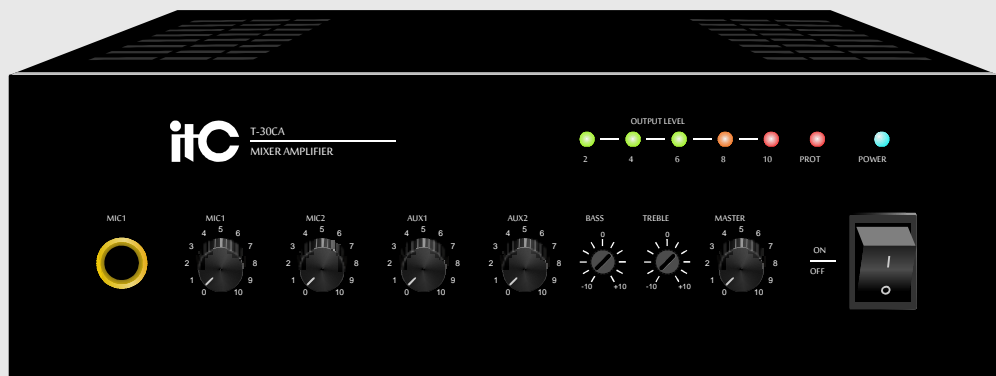 itC
T-30CA
MIXER AMPLIFIER
OUTPUT LEVEL
2 4 6 8 10 PROT POWER
MIC1
MIC1
0 1 2 3 4 5 6 7 8 9 10
MIC2
0 1 2 3 4 5 6 7 8 9 10
AUX1
0 1 2 3 4 5 6 7 8 9 10
AUX2
0 1 2 3 4 5 6 7 8 9 10
BASS
0
-10 +10
TREBLE
0
-10 +10
MASTER
0 1 2 3 4 5 6 7 8 9 10
ON
OFF
I
O